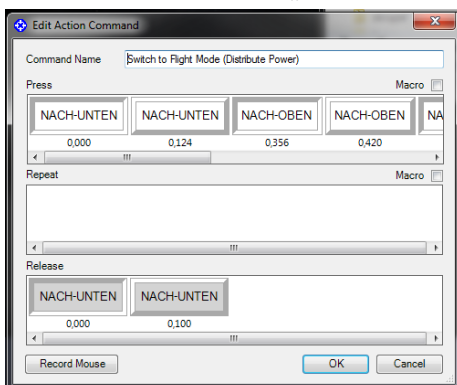 Edit Action Command
Command Name Switch to Flight Mode (Distribute Power)
Press Macro
NACH-UNTEN NACH-UNTEN NACH-OBEN NACH-OBEN NA
0,000 0,124 0,356 0,420
Repeat Macro
Release
NACH-UNTEN NACH-UNTEN
0,000 0,100
Record Mouse OK Cancel